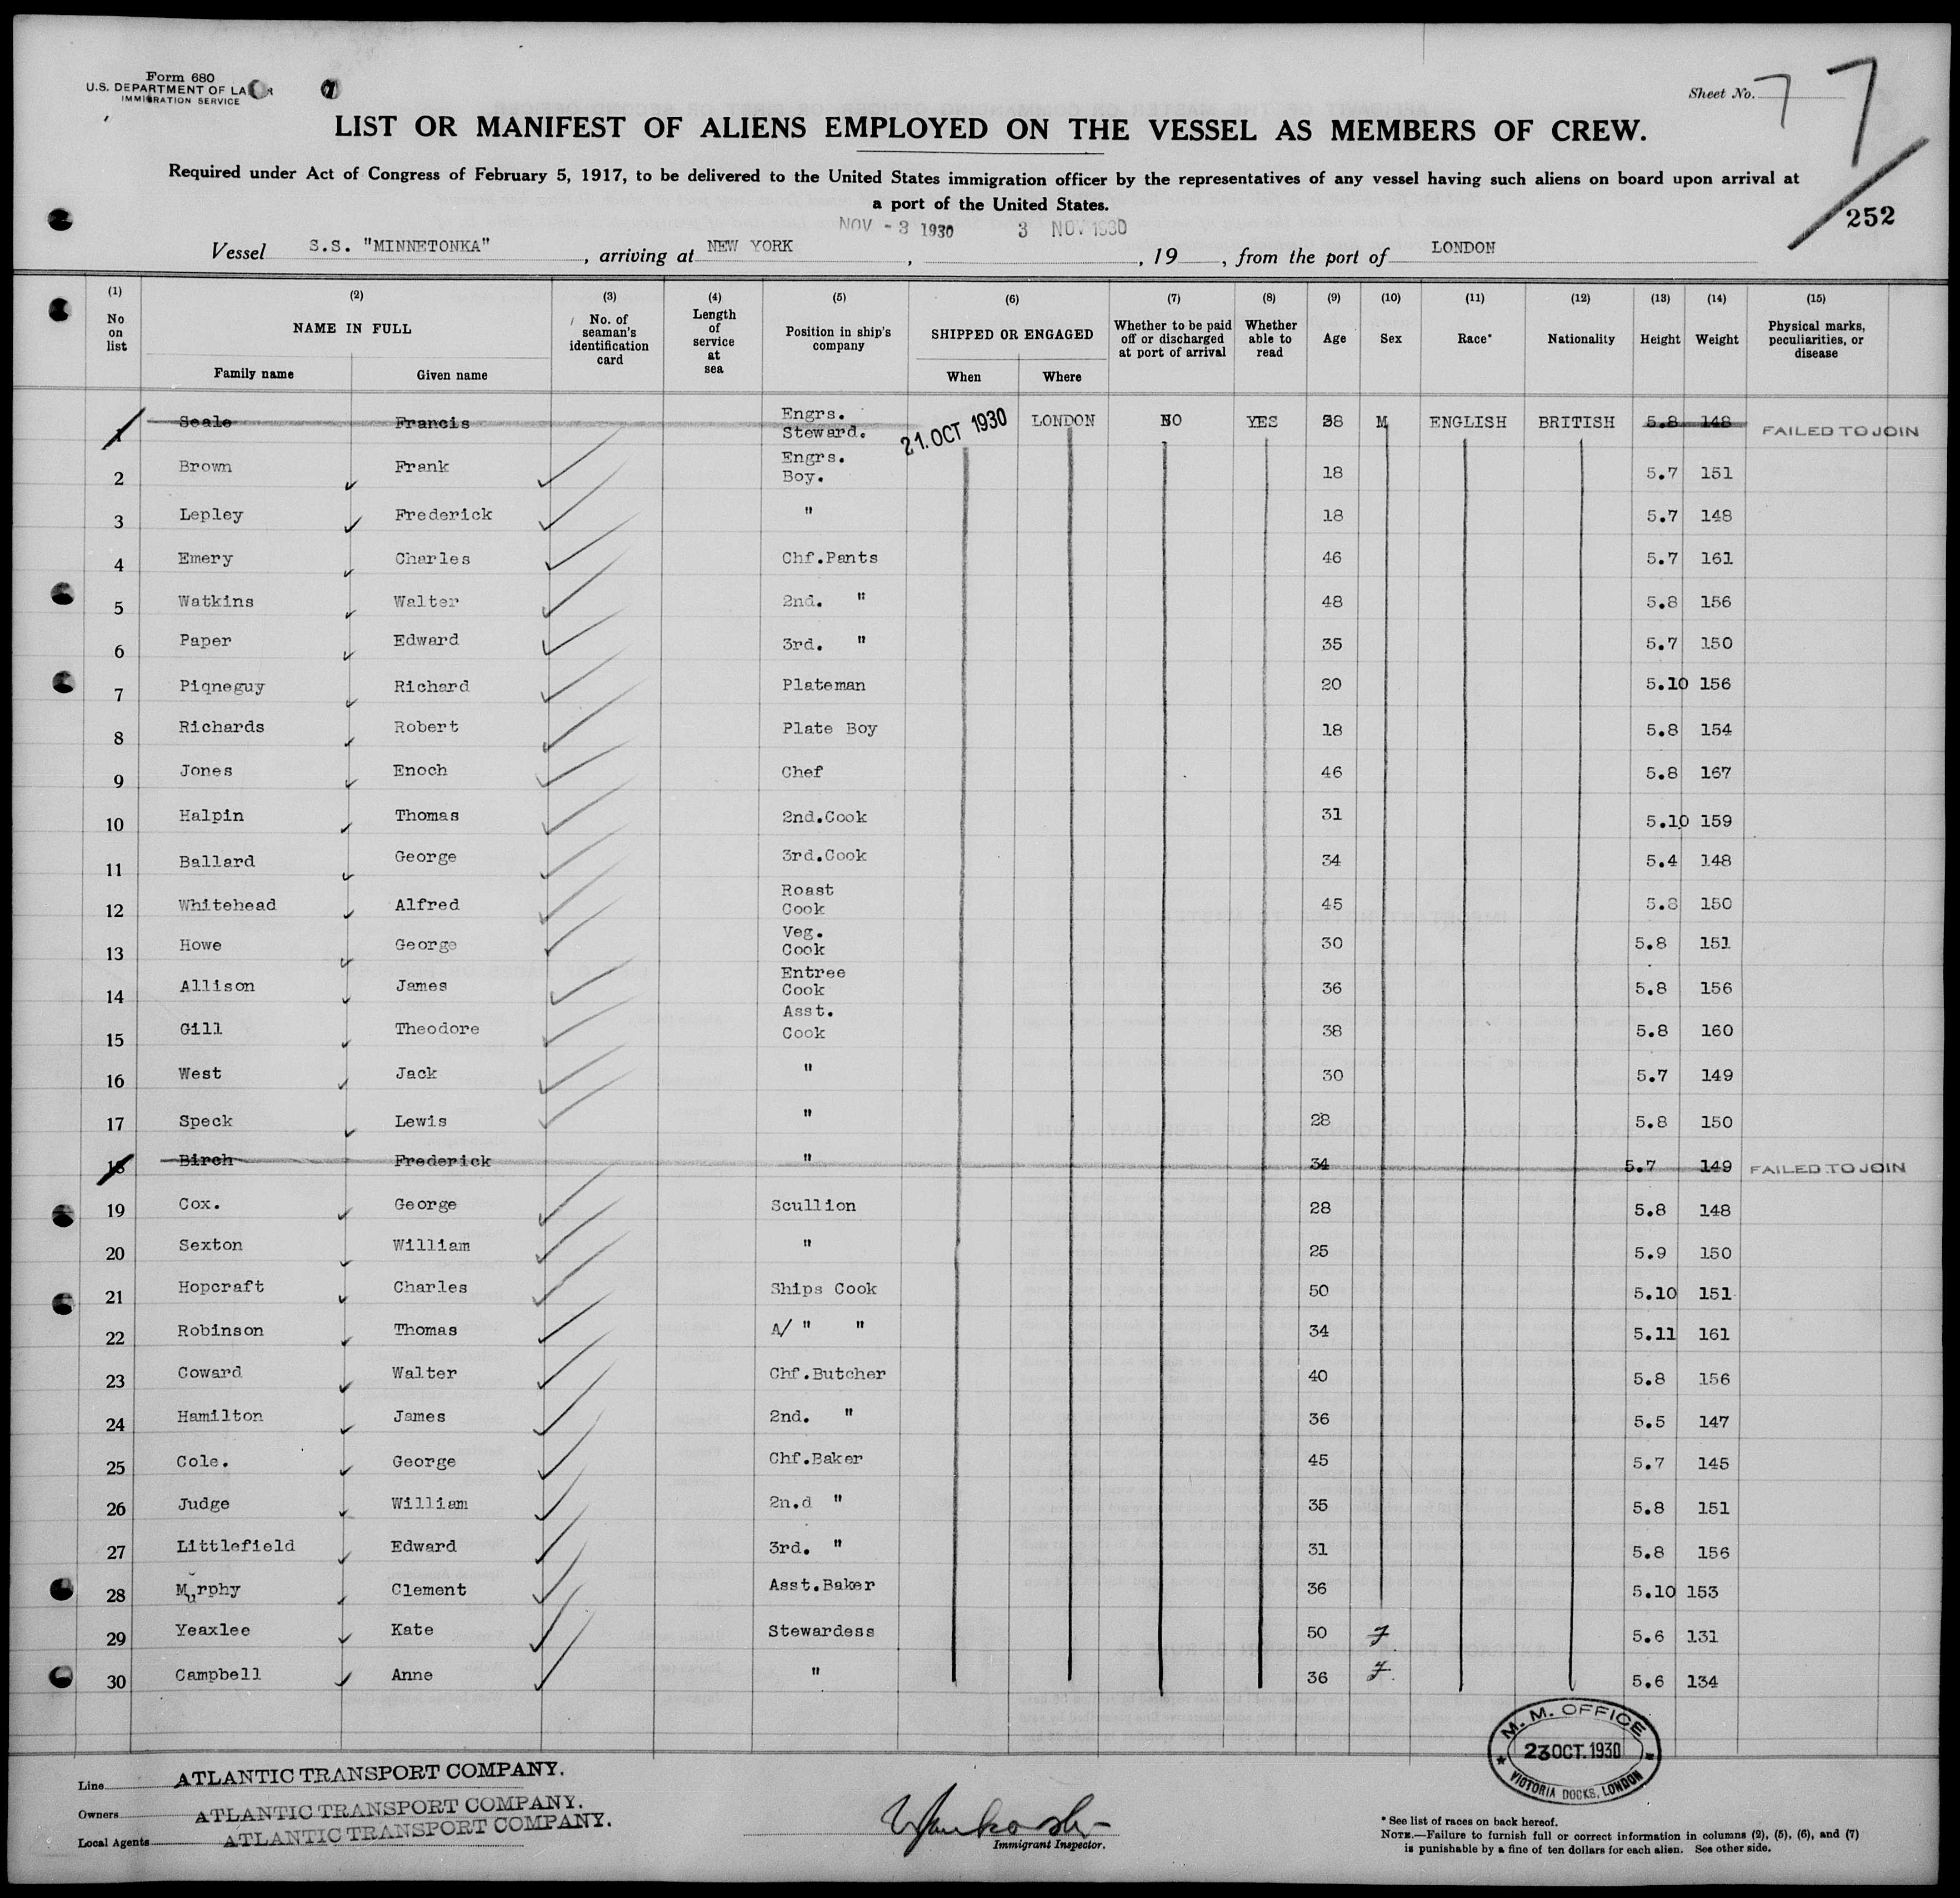 Form 680
U.S. DEPARTMENT OF LA R
IMMIGRATION SERVICE
Sheet No. 7
7
LIST OR MANIFEST OF ALIENS EMPLOYED ON THE VESSEL AS MEMBERS OF CREW.
Required under Act of Congress of February 5, 1917, to be delivered to the United States immigration officer by the representatives of any vessel having such aliens on board upon arrival at
a port of the United States.
252
NOV - 3 1930 3 NOV 1930
Vessel S.S. "MINNETONKA", arriving at NEW YORK, , 19 , from the port of LONDON
(1) (2) (3) (4) (5) (6) (7) (8) (9) (10) (11) (12) (13) (14) (15)
No on list NAME IN FULL No. of seaman's identification card Length of service at sea Position in ship's company SHIPPED OR ENGAGED Whether to be paid off or discharged at port of arrival Whether able to read Age Sex Race* Nationality Height Weight Physical marks, peculiarities, or disease
Family name Given name When Where
1 Seale Francis Engrs. Steward. 21.OCT 1930 LONDON NO YES 38 M ENGLISH BRITISH 5.8 148 FAILED TO JOIN
2 Brown Frank Engrs. Boy. 18 5.7 151
3 Lepley Frederick " 18 5.7 148
4 Emery Charles Chf.Pants 46 5.7 161
5 Watkins Walter 2nd. " 48 5.8 156
6 Paper Edward 3rd. " 35 5.7 150
7 Piqneguy Richard Plateman 20 5.10 156
8 Richards Robert Plate Boy 18 5.8 154
9 Jones Enoch Chef 46 5.8 167
10 Halpin Thomas 2nd.Cook 31 5.10 159
11 Ballard George 3rd.Cook 34 5.4 148
12 Whitehead Alfred Roast Cook 45 5.8 150
13 Howe George Veg. Cook 30 5.8 151
14 Allison James Entree Cook 36 5.8 156
15 Gill Theodore Asst. Cook 38 5.8 160
16 West Jack " 30 5.7 149
17 Speck Lewis " 28 5.8 150
18 Birch Frederick " 34 5.7 149 FAILED TO JOIN
19 Cox. George Scullion 28 5.8 148
20 Sexton William " 25 5.9 150
21 Hopcraft Charles Ships Cook 50 5.10 151
22 Robinson Thomas A/ " " 34 5.11 161
23 Coward Walter Chf.Butcher 40 5.8 156
24 Hamilton James 2nd. " 36 5.5 147
25 Cole. George Chf.Baker 45 5.7 145
26 Judge William 2n.d " 35 5.8 151
27 Littlefield Edward 3rd. " 31 5.8 156
28 Murphy Clement Asst.Baker 36 5.10 153
29 Yeaxlee Kate Stewardess 50 F 5.6 131
30 Campbell Anne " 36 F. 5.6 134
M. M. OFFICE
23 OCT. 1930
VICTORIA DOCKS, LONDON
Line ATLANTIC TRANSPORT COMPANY.
Owners ATLANTIC TRANSPORT COMPANY.
Local Agents ATLANTIC TRANSPORT COMPANY.
Immigrant Inspector.
* See list of races on back hereof.
NOTE.—Failure to furnish full or correct information in columns (2), (5), (6), and (7)
is punishable by a fine of ten dollars for each alien. See other side.